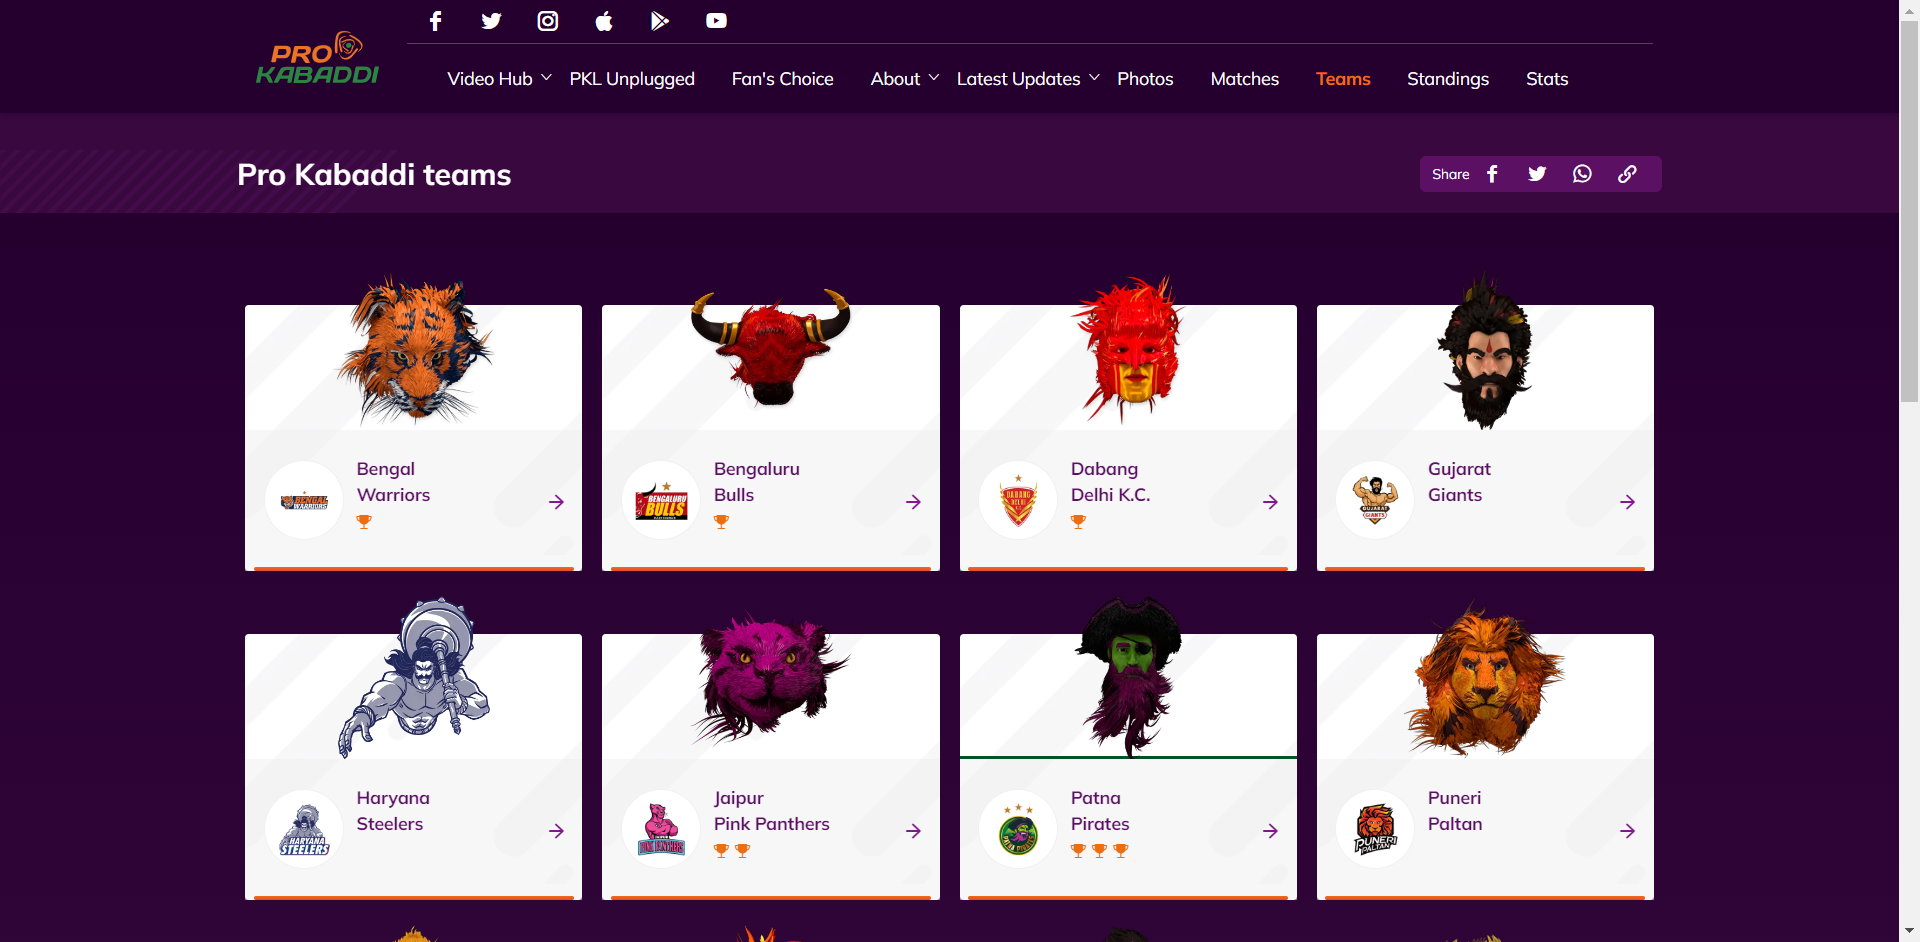 PRO
KABADDI
Video Hub PKL Unplugged Fan's Choice About Latest Updates Photos Matches Teams Standings Stats
Pro Kabaddi teams
Share
Bengal
Warriors
BENGAL
WARRIORS
Bengaluru
Bulls
BENGALURU
BULLS
Dabang
Delhi K.C.
DABANG
DELHI
Gujarat
Giants
GUJARAT
GIANTS
Haryana
Steelers
HARYANA
STEELERS
Jaipur
Pink Panthers
PINK PANTHERS
Patna
Pirates
PATNA PIRATES
Puneri
Paltan
PUNERI
PALTAN